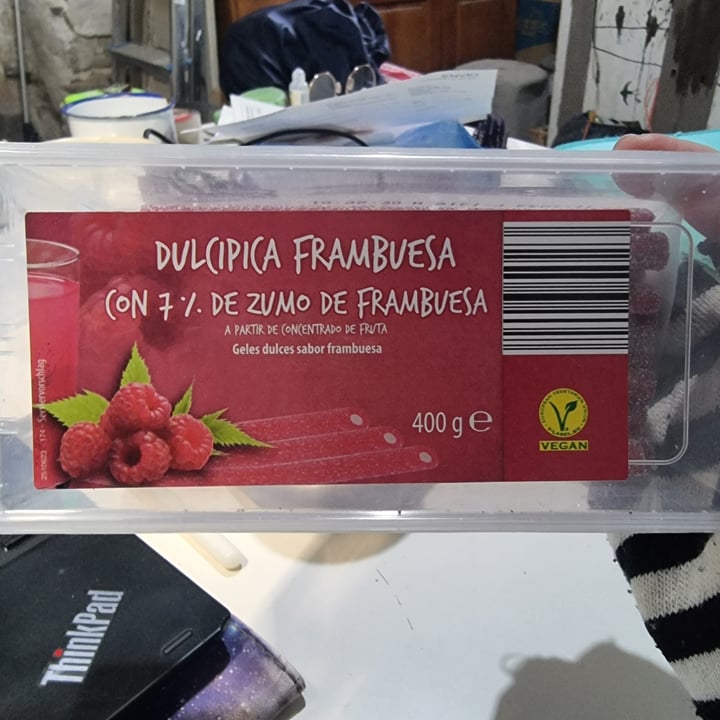 DULCIPICA FRAMBUESA
CON 7%. DE ZUMO DE FRAMBUESA
A PARTIR DE CONCENTRADO DE FRUTA
Geles dulces sabor frambuesa
400 g e
VEGAN
ThinkPad